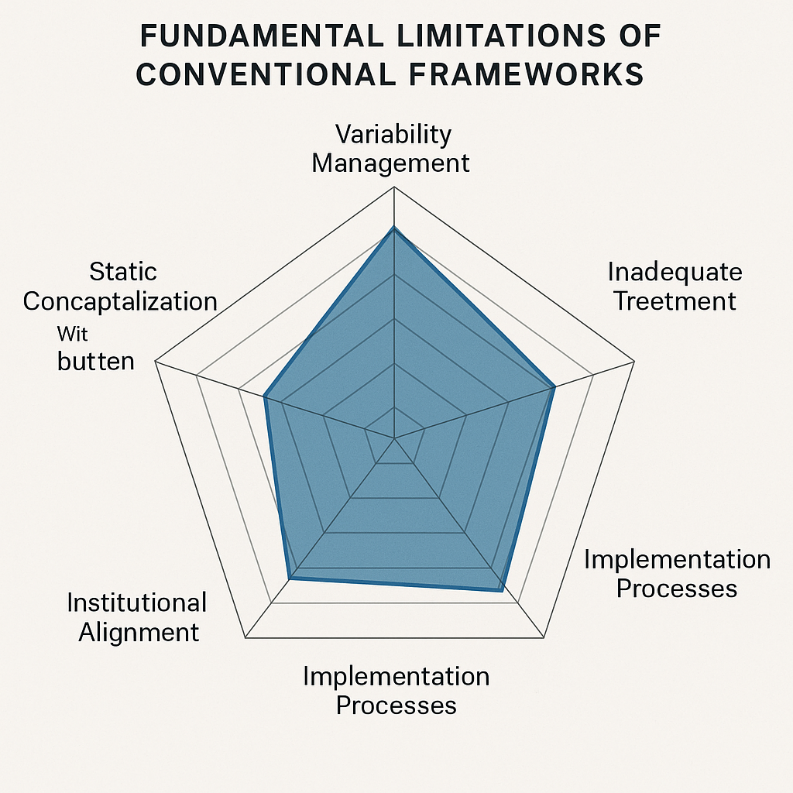 FUNDAMENTAL LIMITATIONS OF
CONVENTIONAL FRAMEWORKS
Variability
Management
Static
Concaptalization
Wit
butten
Inadequate
Treetment
Implementation
Processes
Institutional
Alignment
Implementation
Processes